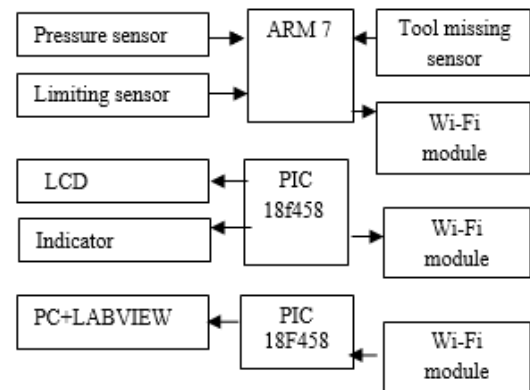 Pressure sensor
ARM 7
Tool missing
sensor
Limiting sensor
Wi-Fi
module
LCD
PIC
18f458
Indicator
Wi-Fi
module
PC+LABVIEW
PIC
18F458
Wi-Fi
module